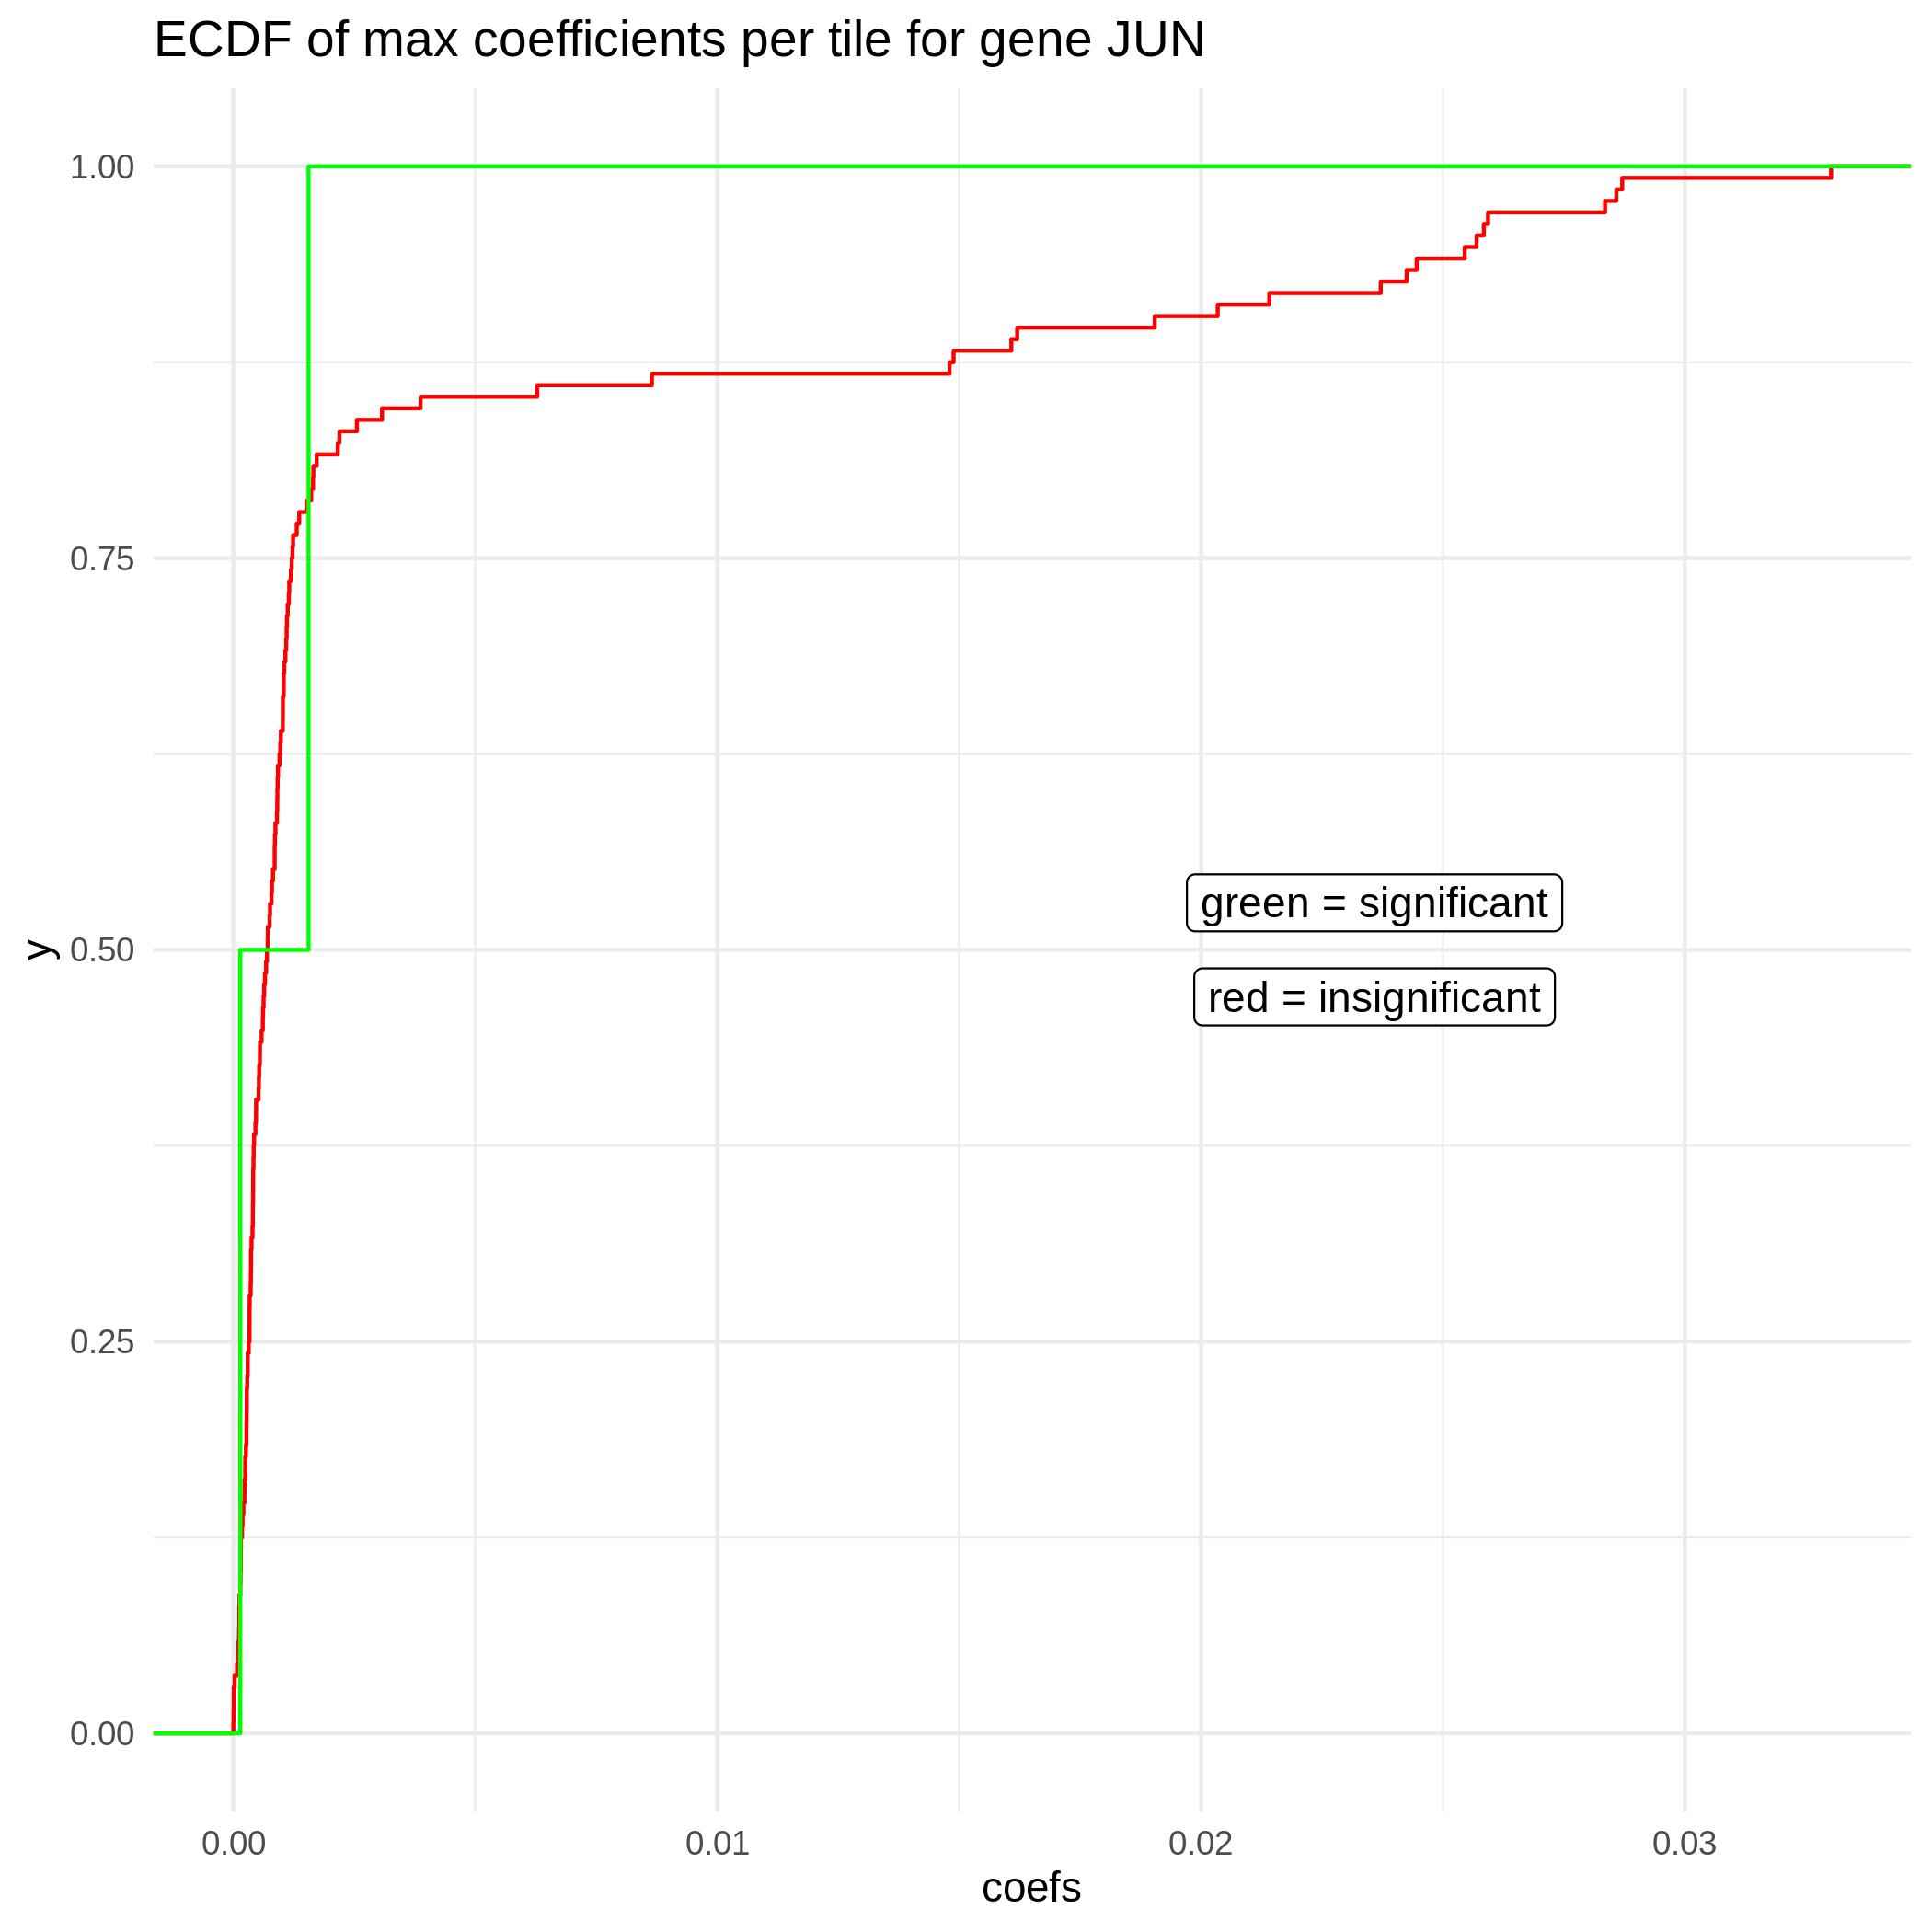 ECDF of max coefficients per tile for gene JUN
1.00
0.75
0.50
0.25
0.00
y
green = significant
red = insignificant
0.00 0.01 0.02 0.03
coefs